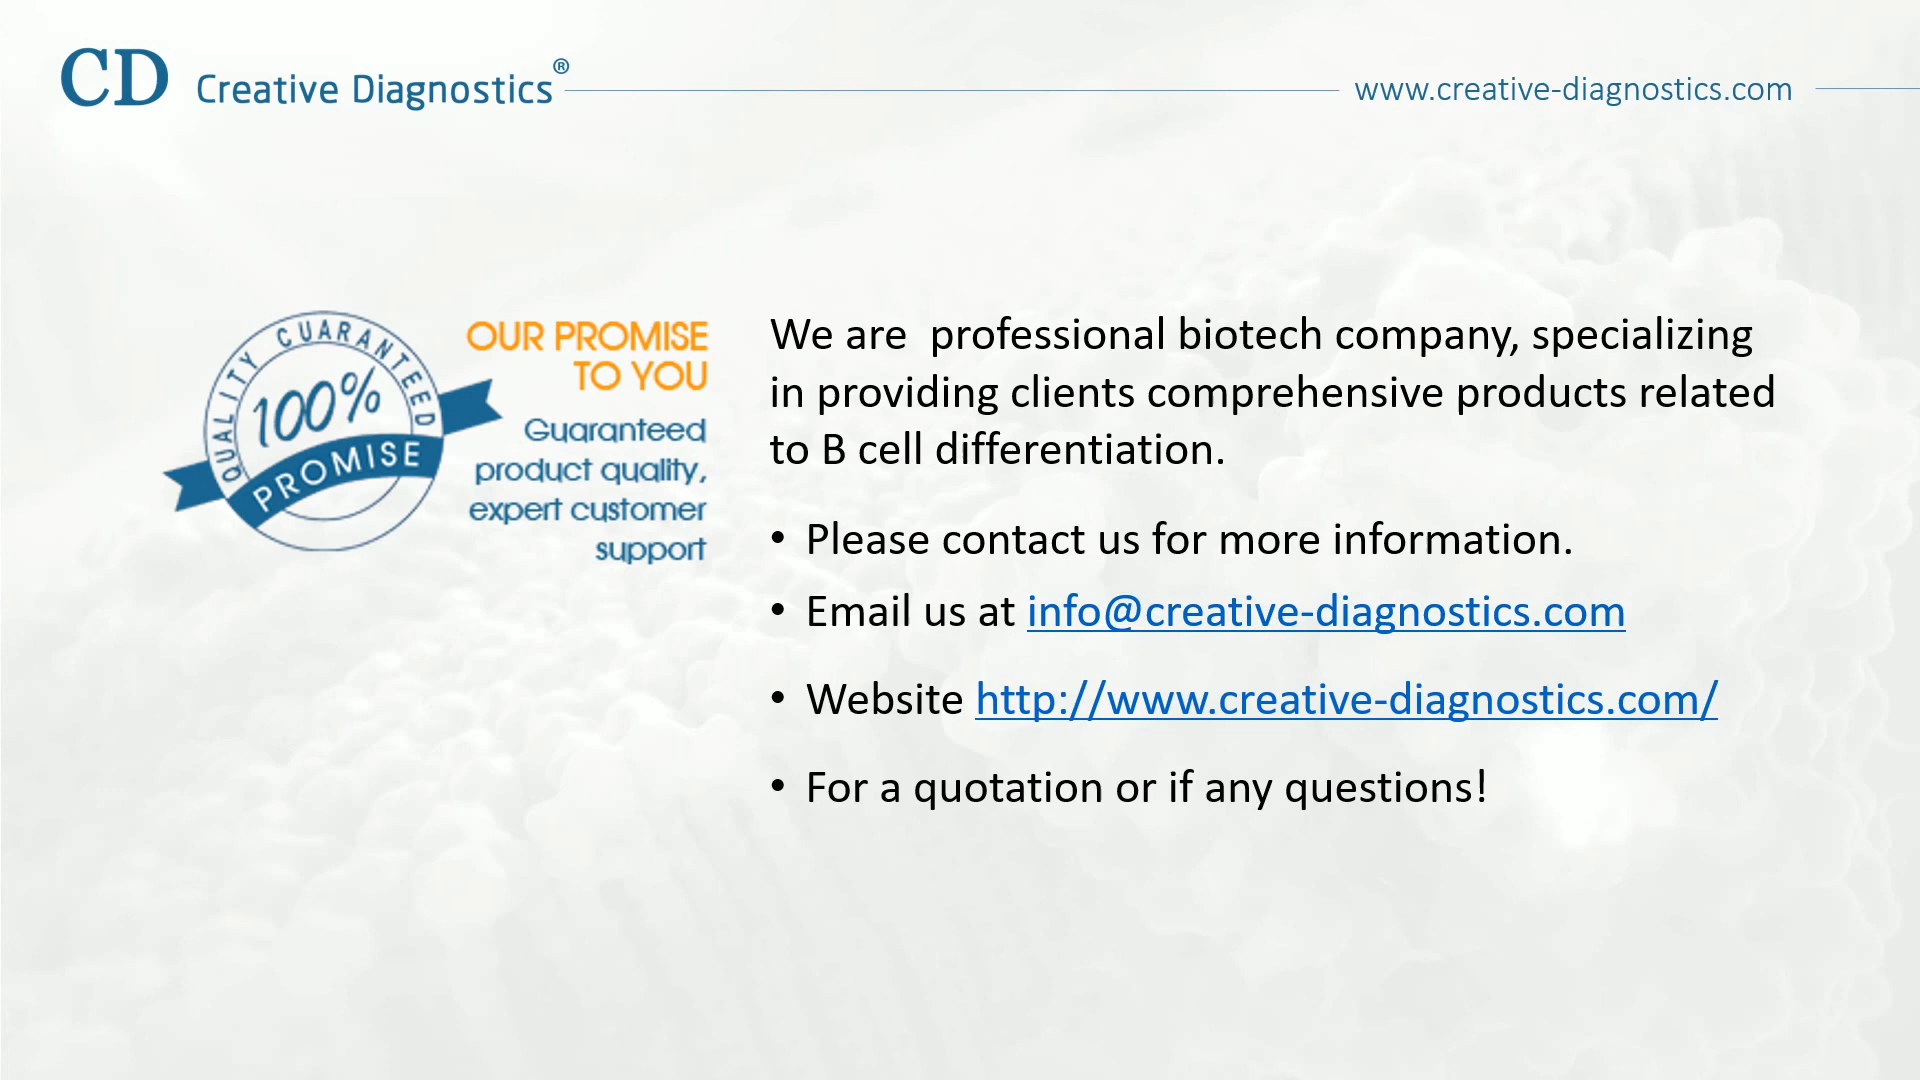 CD Creative Diagnostics®
www.creative-diagnostics.com
QUALITY GUARANTEED
100%
PROMISE
OUR PROMISE
TO YOU
Guaranteed
product quality,
expert customer
support
We are  professional biotech company, specializing
in providing clients comprehensive products related
to B cell differentiation.
• Please contact us for more information.
• Email us at info@creative-diagnostics.com
• Website http://www.creative-diagnostics.com/
• For a quotation or if any questions!